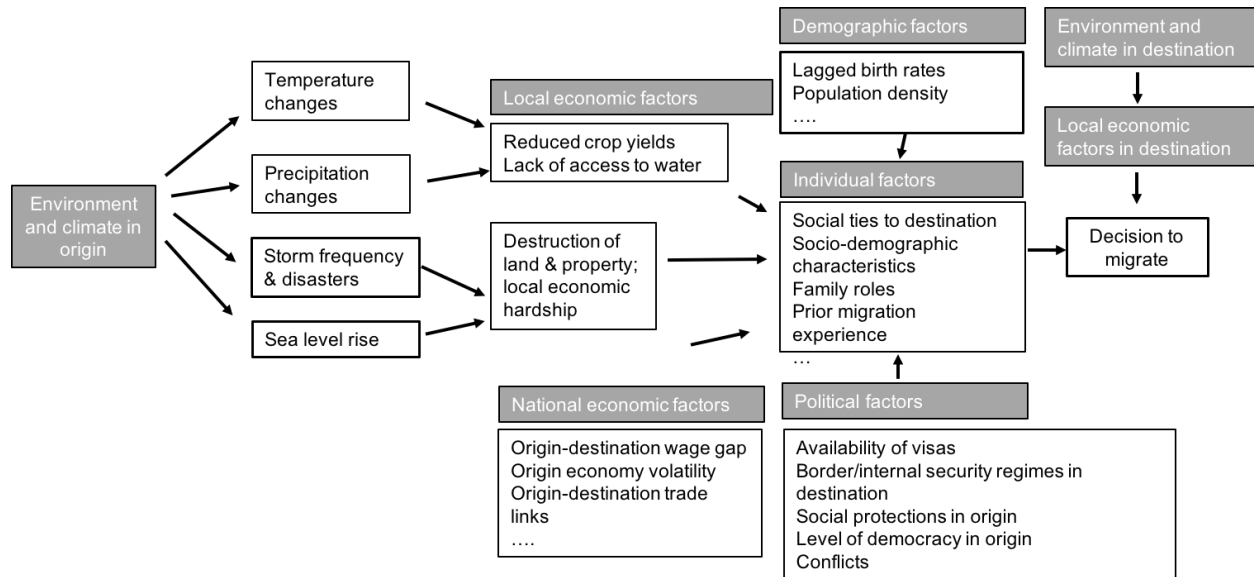 Environment
and climate in
origin
Temperature
changes
Precipitation
changes
Storm frequency
& disasters
Sea level rise
Local economic factors
Reduced crop yields
Lack of access to water
Destruction of
land & property;
local economic
hardship
National economic factors
Origin-destination wage gap
Origin economy volatility
Origin-destination trade
links
....
Demographic factors
Lagged birth rates
Population density
....
Individual factors
Social ties to destination
Socio-demographic
characteristics
Family roles
Prior migration
experience
...
Political factors
Availability of visas
Border/internal security regimes in
destination
Social protections in origin
Level of democracy in origin
Conflicts
Environment and
climate in destination
Local economic
factors in destination
Decision to
migrate